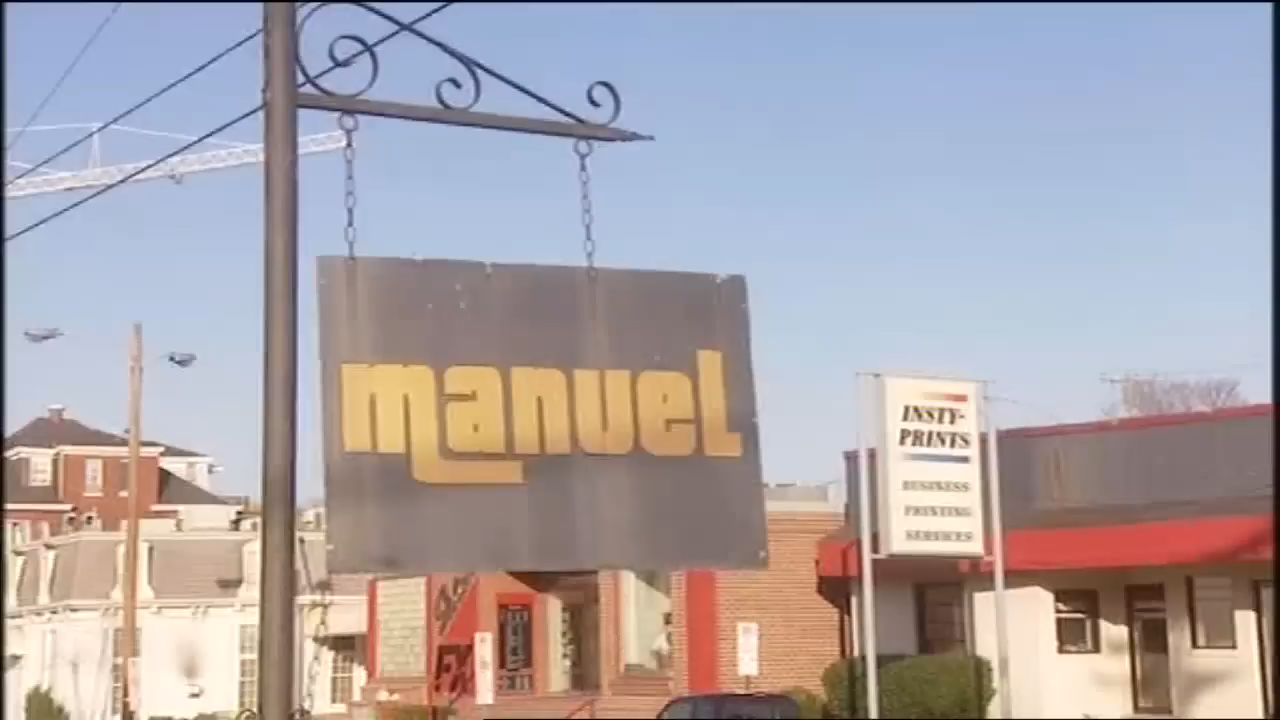 manuel
INSTY-
PRINTS
BUSINESS
PRINTING
SERVICES